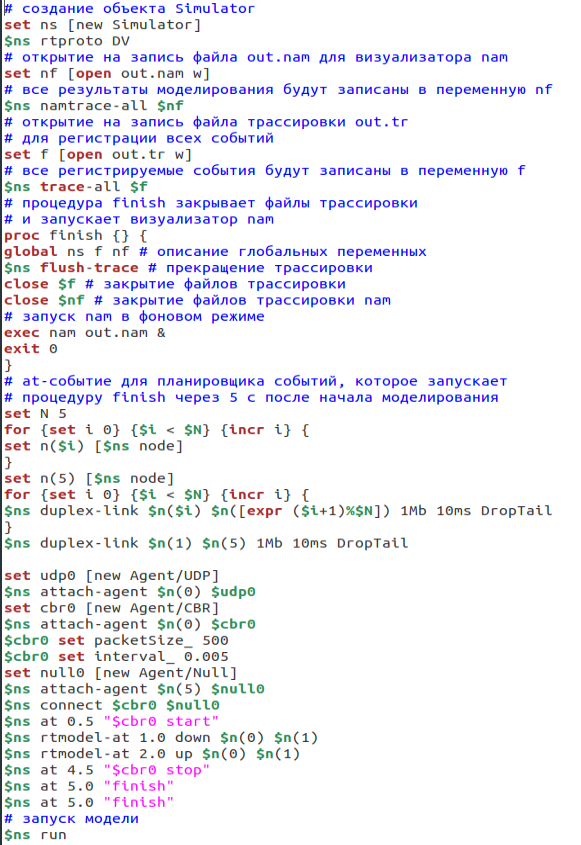 # создание объекта Simulator
set ns [new Simulator]
$ns rtproto DV
# открытие на запись файла out.nam для визуализатора nam
set nf [open out.nam w]
# все результаты моделирования будут записаны в переменную nf
$ns namtrace-all $nf
# открытие на запись файла трассировки out.tr
# для регистрации всех событий
set f [open out.tr w]
# все регистрируемые события будут записаны в переменную f
$ns trace-all $f
# процедура finish закрывает файлы трассировки
# и запускает визуализатор nam
proc finish {} {
global ns f nf # описание глобальных переменных
$ns flush-trace # прекращение трассировки
close $f # закрытие файлов трассировки
close $nf # закрытие файлов трассировки nam
# запуск nam в фоновом режиме
exec nam out.nam &
exit 0
}
# at-событие для планировщика событий, которое запускает
# процедуру finish через 5 с после начала моделирования
set N 5
for {set i 0} {$i < $N} {incr i} {
set n($i) [$ns node]
}
set n(5) [$ns node]
for {set i 0} {$i < $N} {incr i} {
$ns duplex-link $n($i) $n([expr ($i+1)%$N]) 1Mb 10ms DropTail
}
$ns duplex-link $n(1) $n(5) 1Mb 10ms DropTail

set udp0 [new Agent/UDP]
$ns attach-agent $n(0) $udp0
set cbr0 [new Agent/CBR]
$ns attach-agent $n(0) $cbr0
$cbr0 set packetSize_ 500
$cbr0 set interval_ 0.005
set null0 [new Agent/Null]
$ns attach-agent $n(5) $null0
$ns connect $cbr0 $null0
$ns at 0.5 "$cbr0 start"
$ns rtmodel-at 1.0 down $n(0) $n(1)
$ns rtmodel-at 2.0 up $n(0) $n(1)
$ns at 4.5 "$cbr0 stop"
$ns at 5.0 "finish"
$ns at 5.0 "finish"
# запуск модели
$ns run